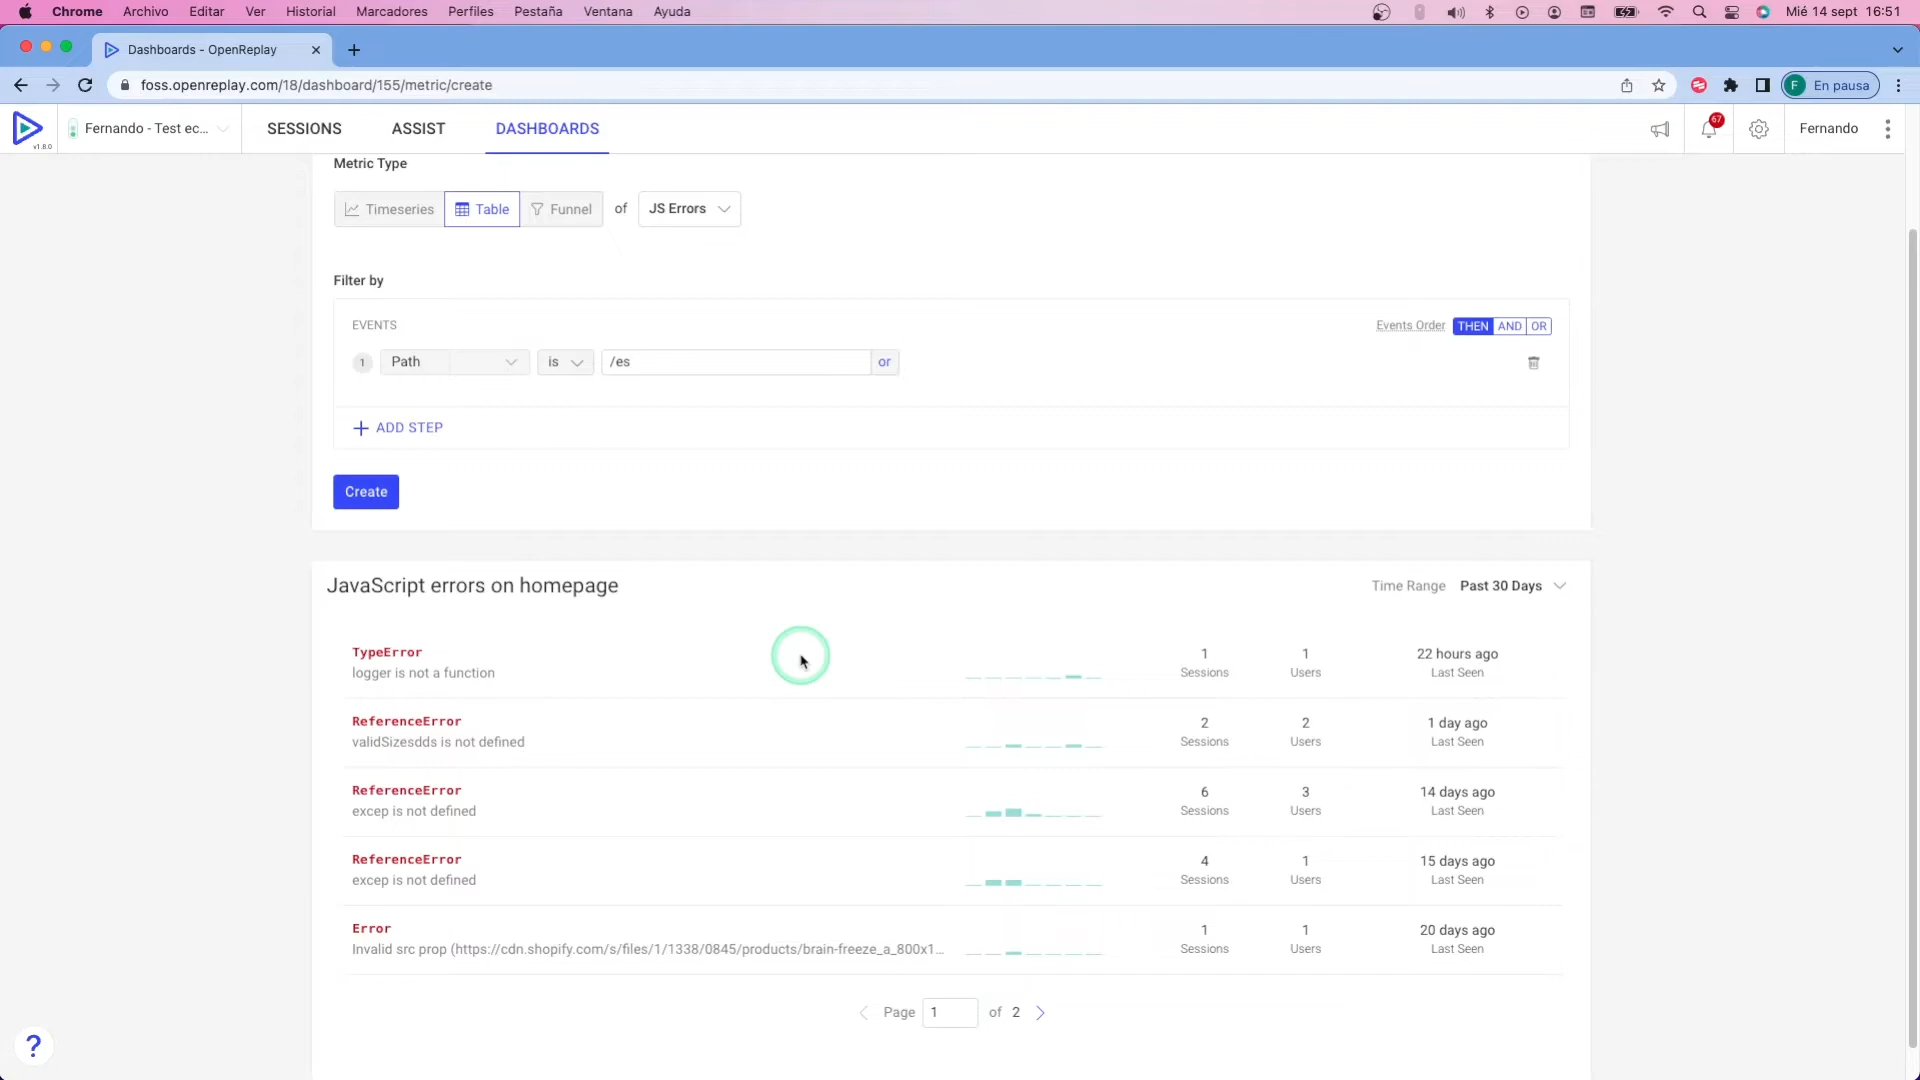 Chrome Archivo Editar Ver Historial Marcadores Perfiles Pestaña Ventana Ayuda Mié 14 sept 16:51
Dashboards - OpenReplay
foss.openreplay.com/18/dashboard/155/metric/create F En pausa
v1.8.0 Fernando - Test ec... SESSIONS ASSIST DASHBOARDS 67 Fernando
Metric Type
Timeseries Table Funnel of JS Errors
Filter by
EVENTS Events Order THEN AND OR
1 Path is /es or
ADD STEP
Create
JavaScript errors on homepage Time Range Past 30 Days
TypeError 1 1 22 hours ago
logger is not a function Sessions Users Last Seen
ReferenceError 2 2 1 day ago
validSizesdds is not defined Sessions Users Last Seen
ReferenceError 6 3 14 days ago
excep is not defined Sessions Users Last Seen
ReferenceError 4 1 15 days ago
excep is not defined Sessions Users Last Seen
Error 1 1 20 days ago
Invalid src prop (https://cdn.shopify.com/s/files/1/1338/0845/products/brain-freeze_a_800x1... Sessions Users Last Seen
Page 1 of 2
?